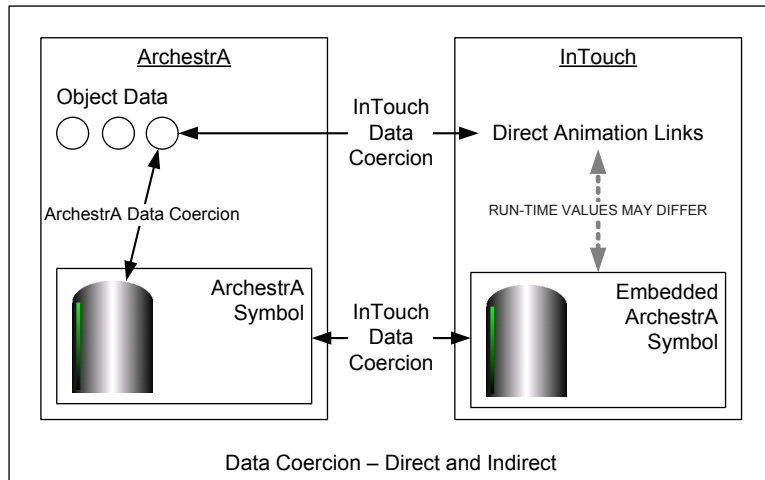 ArchestrA
InTouch
Object Data
InTouch
Data
Coercion
Direct Animation Links
ArchestrA Data Coercion
RUN-TIME VALUES MAY DIFFER
ArchestrA
Symbol
InTouch
Data
Coercion
Embedded
ArchestrA
Symbol
Data Coercion – Direct and Indirect